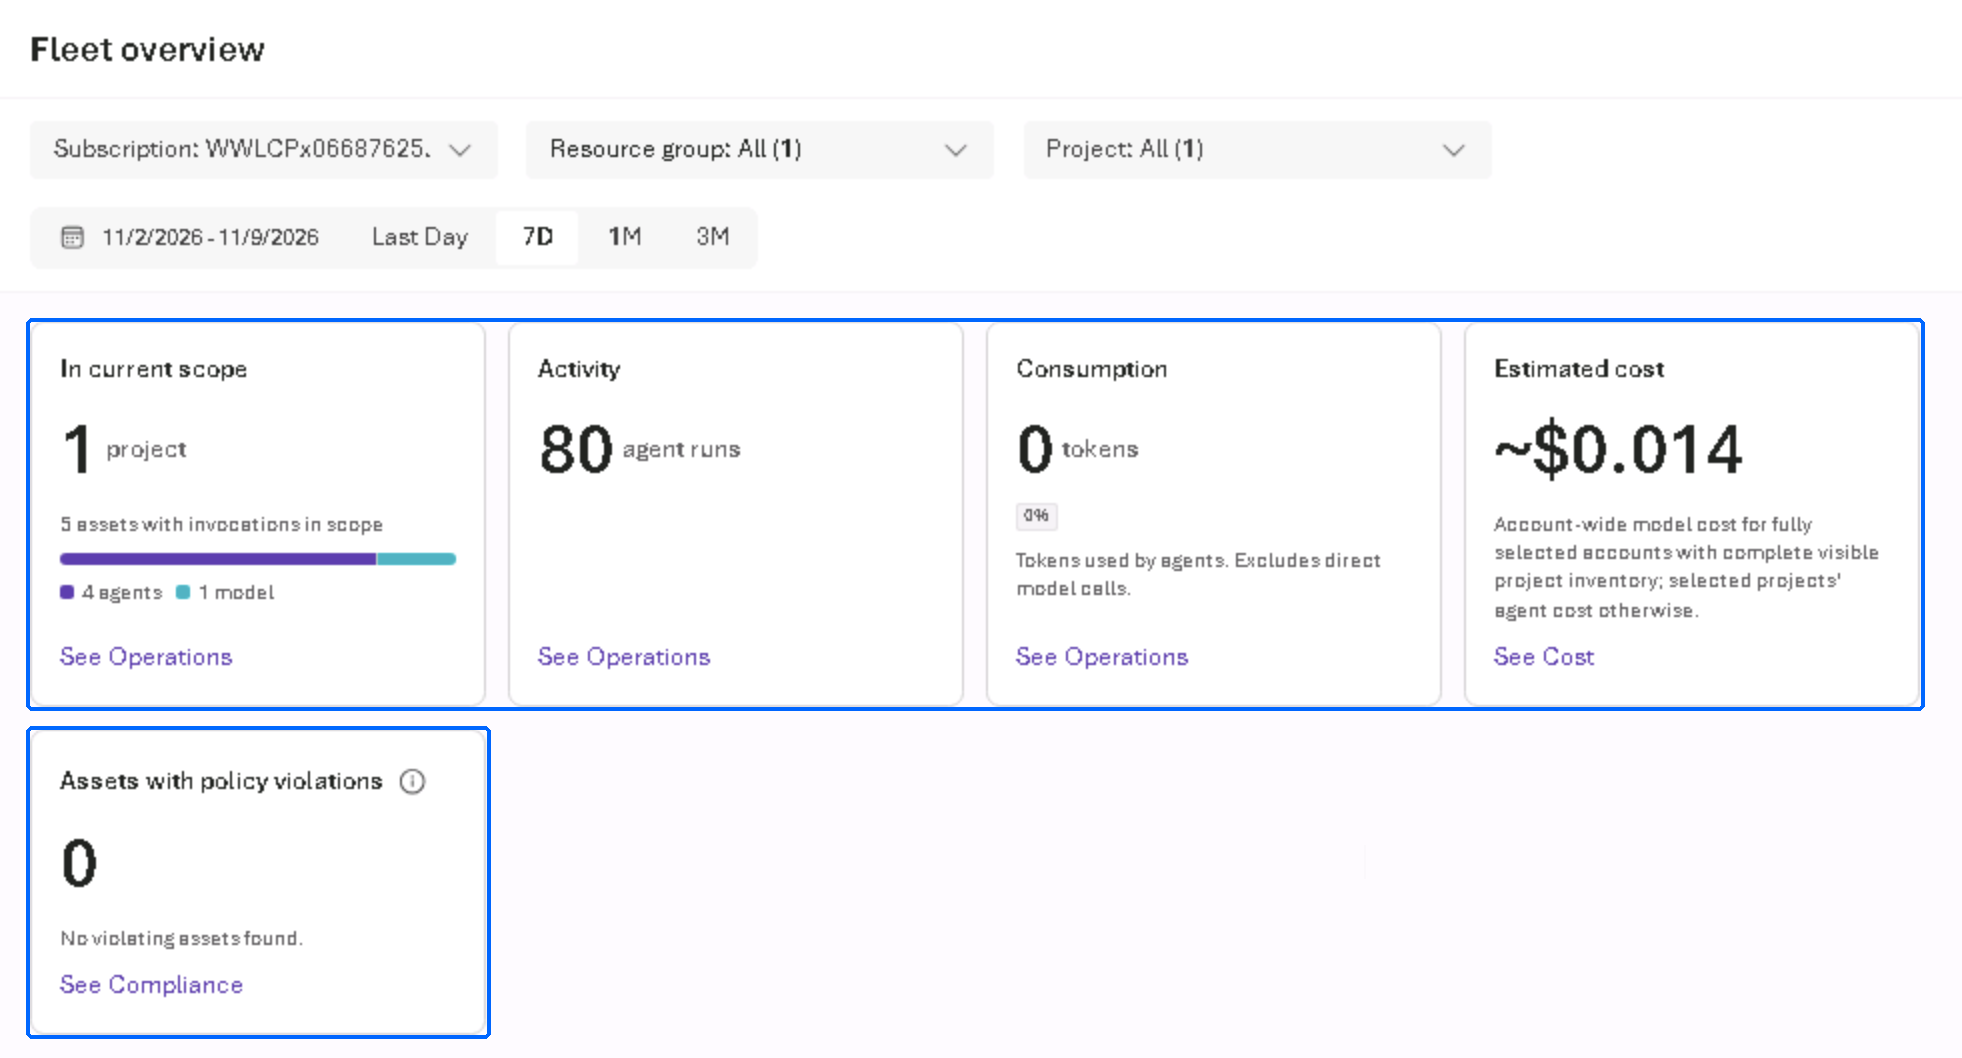 Fleet overview
Subscription: WWLCPx06687625.
Resource group: All (1)
Project: All (1)
11/2/2026 - 11/9/2026
Last Day
7D
1M
3M
In current scope
1 project
5 assets with invocations in scope
4 agents 1 model
See Operations
Activity
80 agent runs
See Operations
Consumption
0 tokens
0%
Tokens used by agents. Excludes direct
model calls.
See Operations
Estimated cost
~$0.014
Account-wide model cost for fully
selected accounts with complete visible
project inventory; selected projects'
agent cost otherwise.
See Cost
Assets with policy violations
0
No violating assets found.
See Compliance